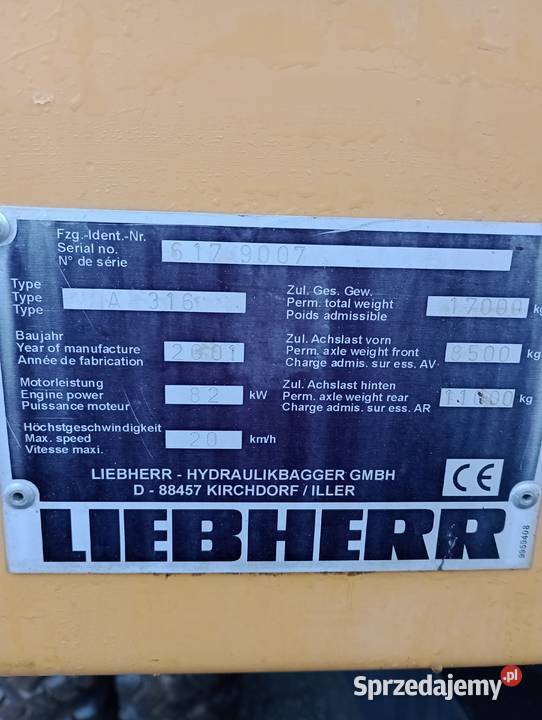 Fzg.-Ident.-Nr.
Serial no. 617 9007
N° de série
Type
Type A 316
Type
Zul. Ges. Gew.
Perm. total weight 17000 kg
Poids admissible
Baujahr
Year of manufacture 2001
Année de fabrication
Zul. Achslast vorn
Perm. axle weight front 8500 kg
Charge admis. sur ess. AV
Motorleistung
Engine power 82 kW
Puissance moteur
Zul. Achslast hinten
Perm. axle weight rear 11000 kg
Charge admis. sur ess. AR
Höchstgeschwindigkeit
Max. speed 20 km/h
Vitesse maxi.
LIEBHERR - HYDRAULIKBAGGER GMBH
D - 88457 KIRCHDORF / ILLER
CE
LIEBHERR
9959408
Sprzedajemy.pl